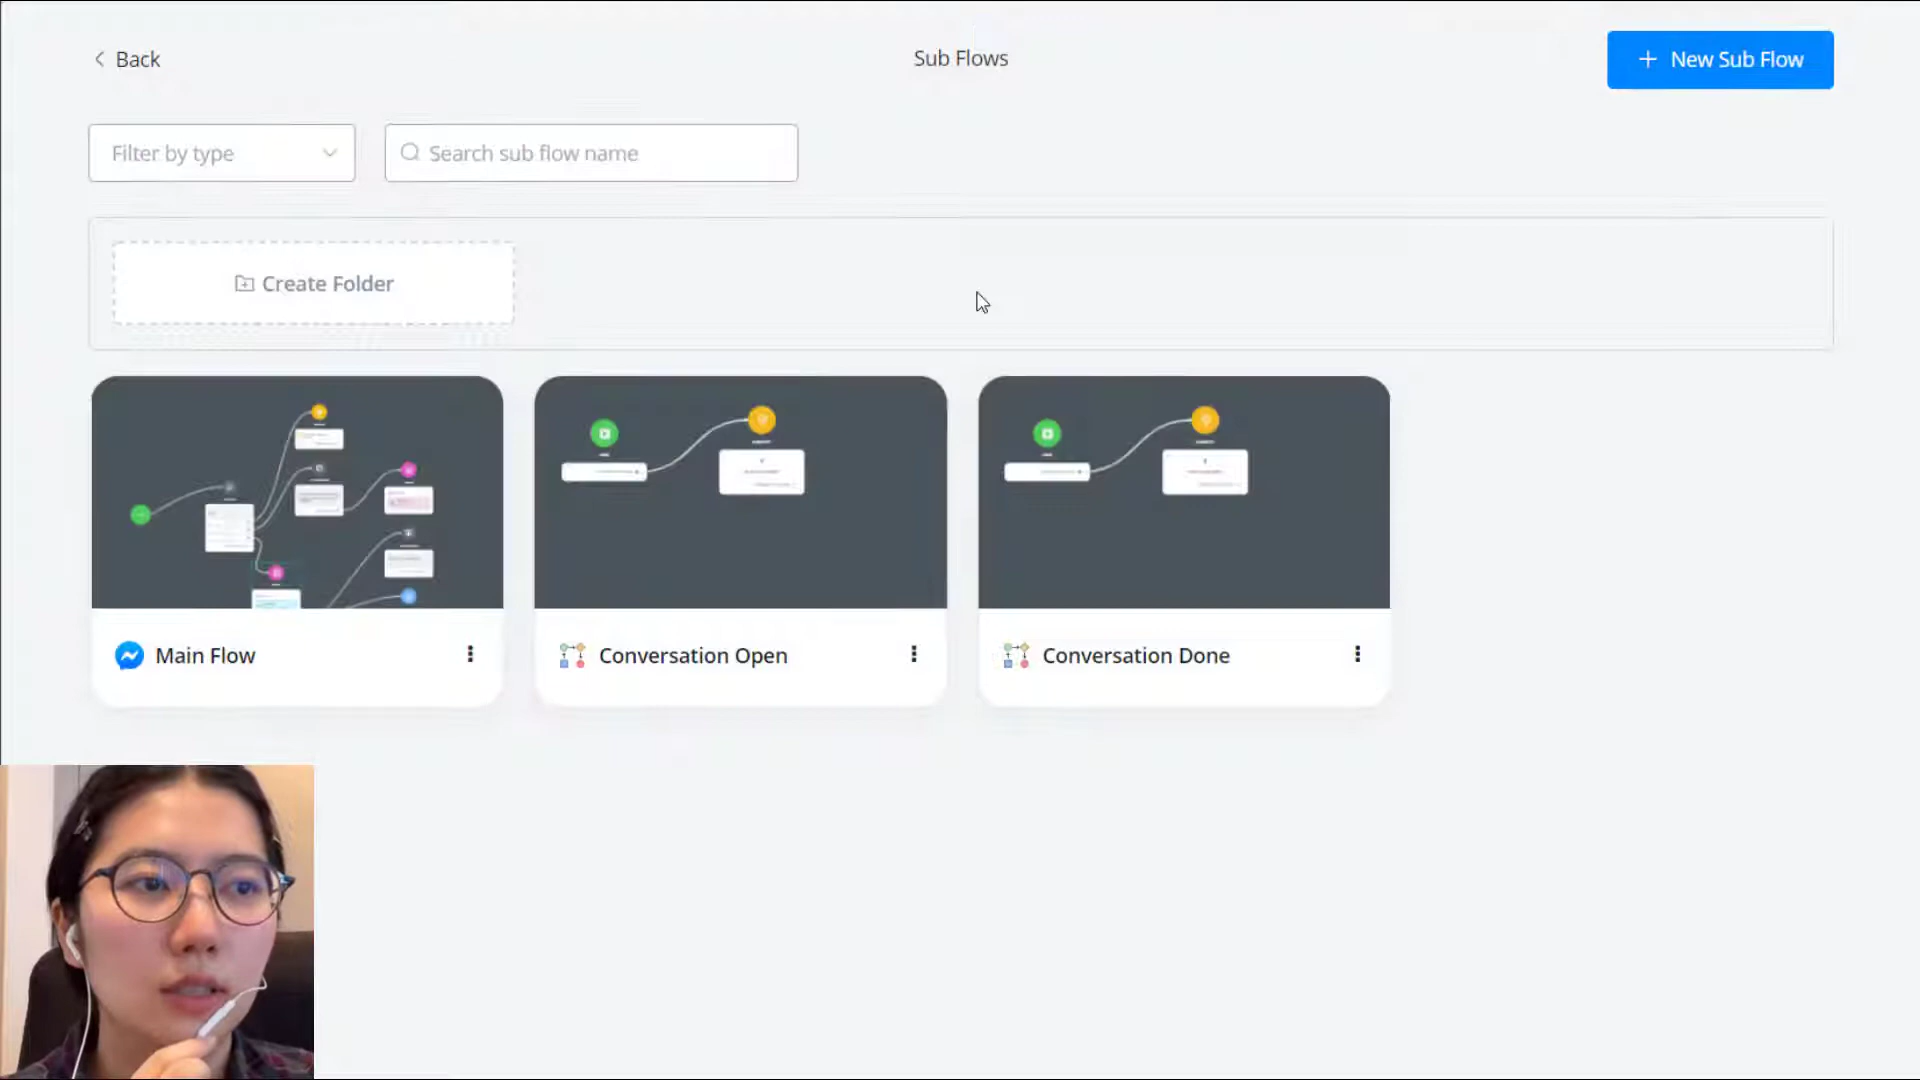 Back
Sub Flows
New Sub Flow
Filter by type
Search sub flow name
Create Folder
Main Flow
Conversation Open
Conversation Done